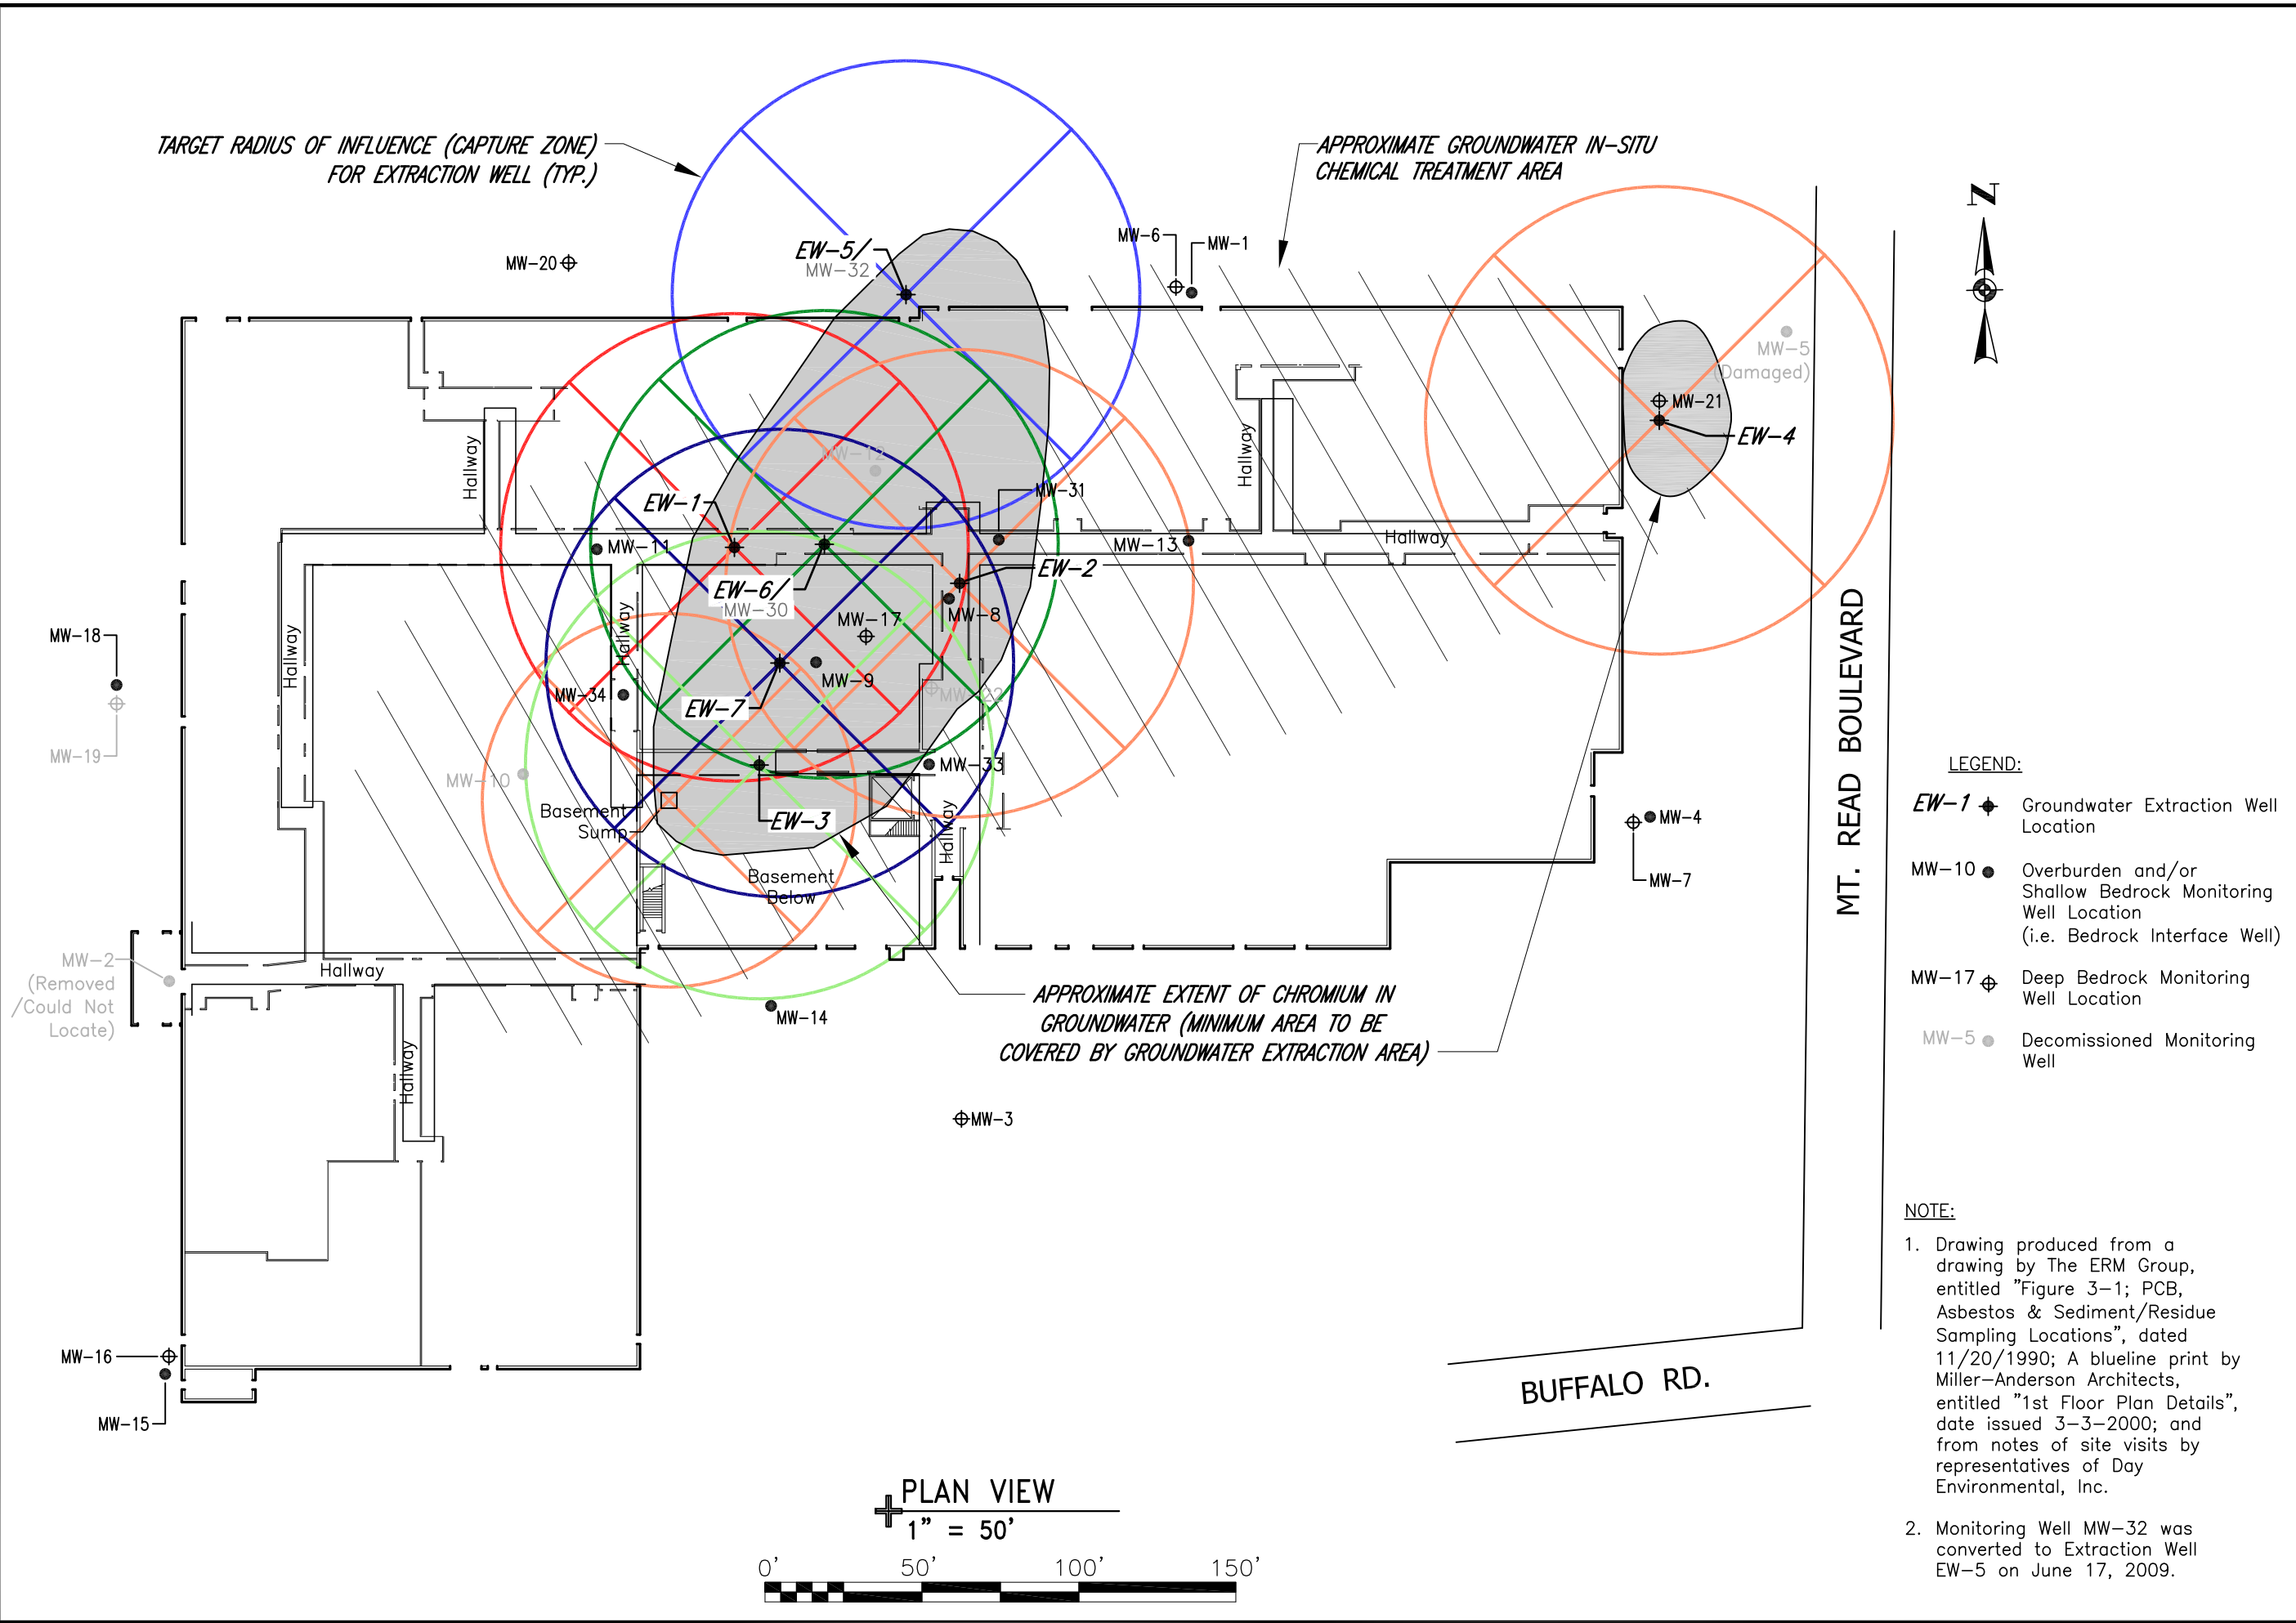 TARGET RADIUS OF INFLUENCE (CAPTURE ZONE)
FOR EXTRACTION WELL (TYP.)
APPROXIMATE GROUNDWATER IN-SITU
CHEMICAL TREATMENT AREA
N
EW-5/
MW-32
MW-20
MW-6
MW-1
MW-5
(Damaged)
MW-21
EW-4
Hallway
Hallway
MW-12
EW-1
MW-31
MW-11
MW-13
Hallway
EW-2
EW-6/
MW-30
MW-17
MW-8
Hallway
Hallway
MW-18
MW-19
MW-34
MW-9
MW-22
EW-7
MW-10
MW-33
Basement
Sump
EW-3
Hallway
MW-4
MW-7
Basement
Below
MT. READ BOULEVARD
MW-2
(Removed
/Could Not
Locate)
Hallway
Hallway
MW-14
APPROXIMATE EXTENT OF CHROMIUM IN
GROUNDWATER (MINIMUM AREA TO BE
COVERED BY GROUNDWATER EXTRACTION AREA)
MW-3
MW-16
MW-15
BUFFALO RD.
LEGEND:
EW-1 Groundwater Extraction Well
Location
MW-10 Overburden and/or
Shallow Bedrock Monitoring
Well Location
(i.e. Bedrock Interface Well)
MW-17 Deep Bedrock Monitoring
Well Location
MW-5 Decomissioned Monitoring
Well
NOTE:
1. Drawing produced from a
drawing by The ERM Group,
entitled "Figure 3-1; PCB,
Asbestos & Sediment/Residue
Sampling Locations", dated
11/20/1990; A blueline print by
Miller-Anderson Architects,
entitled "1st Floor Plan Details",
date issued 3-3-2000; and
from notes of site visits by
representatives of Day
Environmental, Inc.
2. Monitoring Well MW-32 was
converted to Extraction Well
EW-5 on June 17, 2009.
PLAN VIEW
1" = 50'
0' 50' 100' 150'